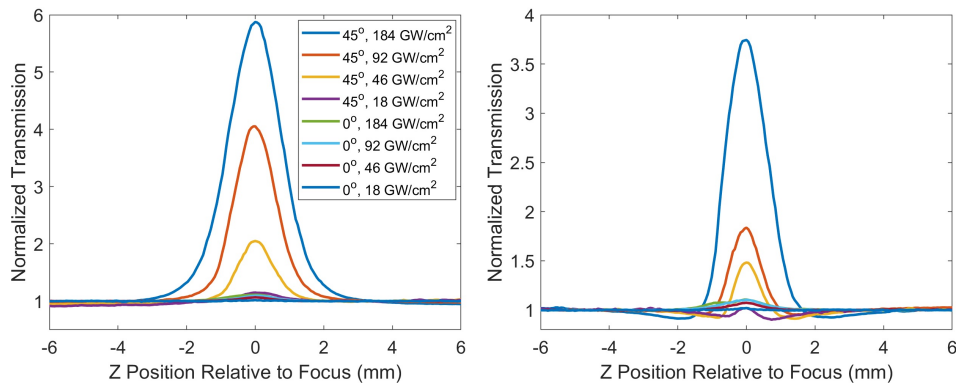 6
5
4
3
2
1
Normalized Transmission
-6
-4
-2
0
2
4
6
Z Position Relative to Focus (mm)
45°, 184 GW/cm²
45°, 92 GW/cm²
45°, 46 GW/cm²
45°, 18 GW/cm²
0°, 184 GW/cm²
0°, 92 GW/cm²
0°, 46 GW/cm²
0°, 18 GW/cm²
4
3.5
3
2.5
2
1.5
1
Normalized Transmission
-6
-4
-2
0
2
4
6
Z Position Relative to Focus (mm)